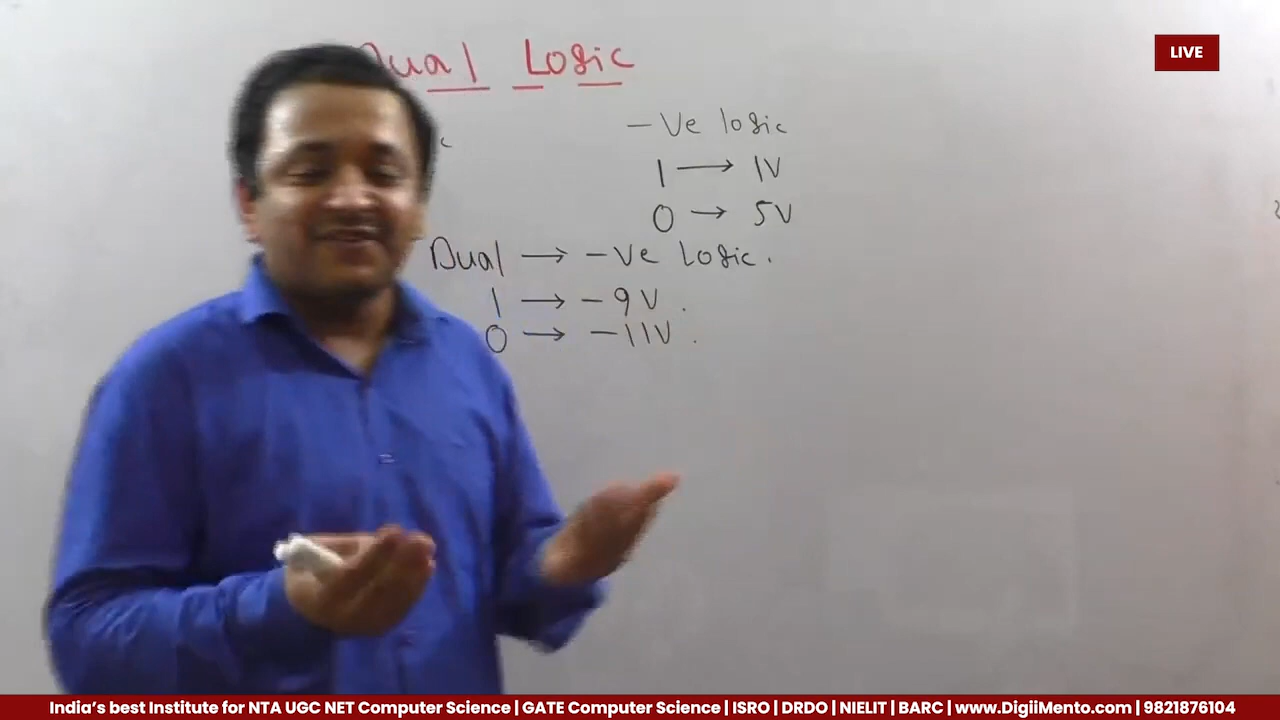 LIVE
Dual Logic
-Ve logic
1 → 1V
0 → 5V
Dual → -Ve Logic.
1 → -9V.
0 → -11V.
India's best Institute for NTA UGC NET Computer Science | GATE Computer Science | ISRO | DRDO | NIELIT | BARC | www.DigiiMento.com | 9821876104